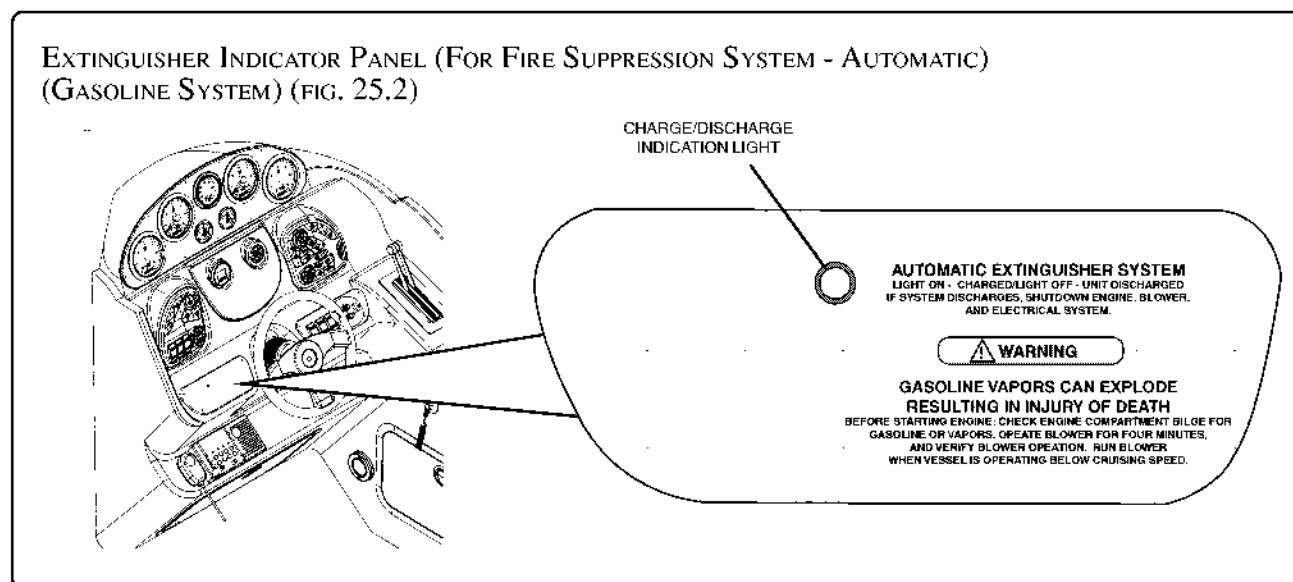 EXTINGUISHER INDICATOR PANEL (FOR FIRE SUPPRESSION SYSTEM - AUTOMATIC)
(GASOLINE SYSTEM) (FIG. 25.2)
CHARGE/DISCHARGE
INDICATION LIGHT
AUTOMATIC EXTINGUISHER SYSTEM
LIGHT ON - CHARGED/LIGHT OFF - UNIT DISCHARGED
IF SYSTEM DISCHARGES, SHUTDOWN ENGINE, BLOWER,
AND ELECTRICAL SYSTEM.
WARNING
GASOLINE VAPORS CAN EXPLODE
RESULTING IN INJURY OF DEATH
BEFORE STARTING ENGINE: CHECK ENGINE COMPARTMENT BILGE FOR
GASOLINE OR VAPORS. OPEATE BLOWER FOR FOUR MINUTES,
AND VERIFY BLOWER OPEATION. RUN BLOWER
WHEN VESSEL IS OPERATING BELOW CRUISING SPEED.